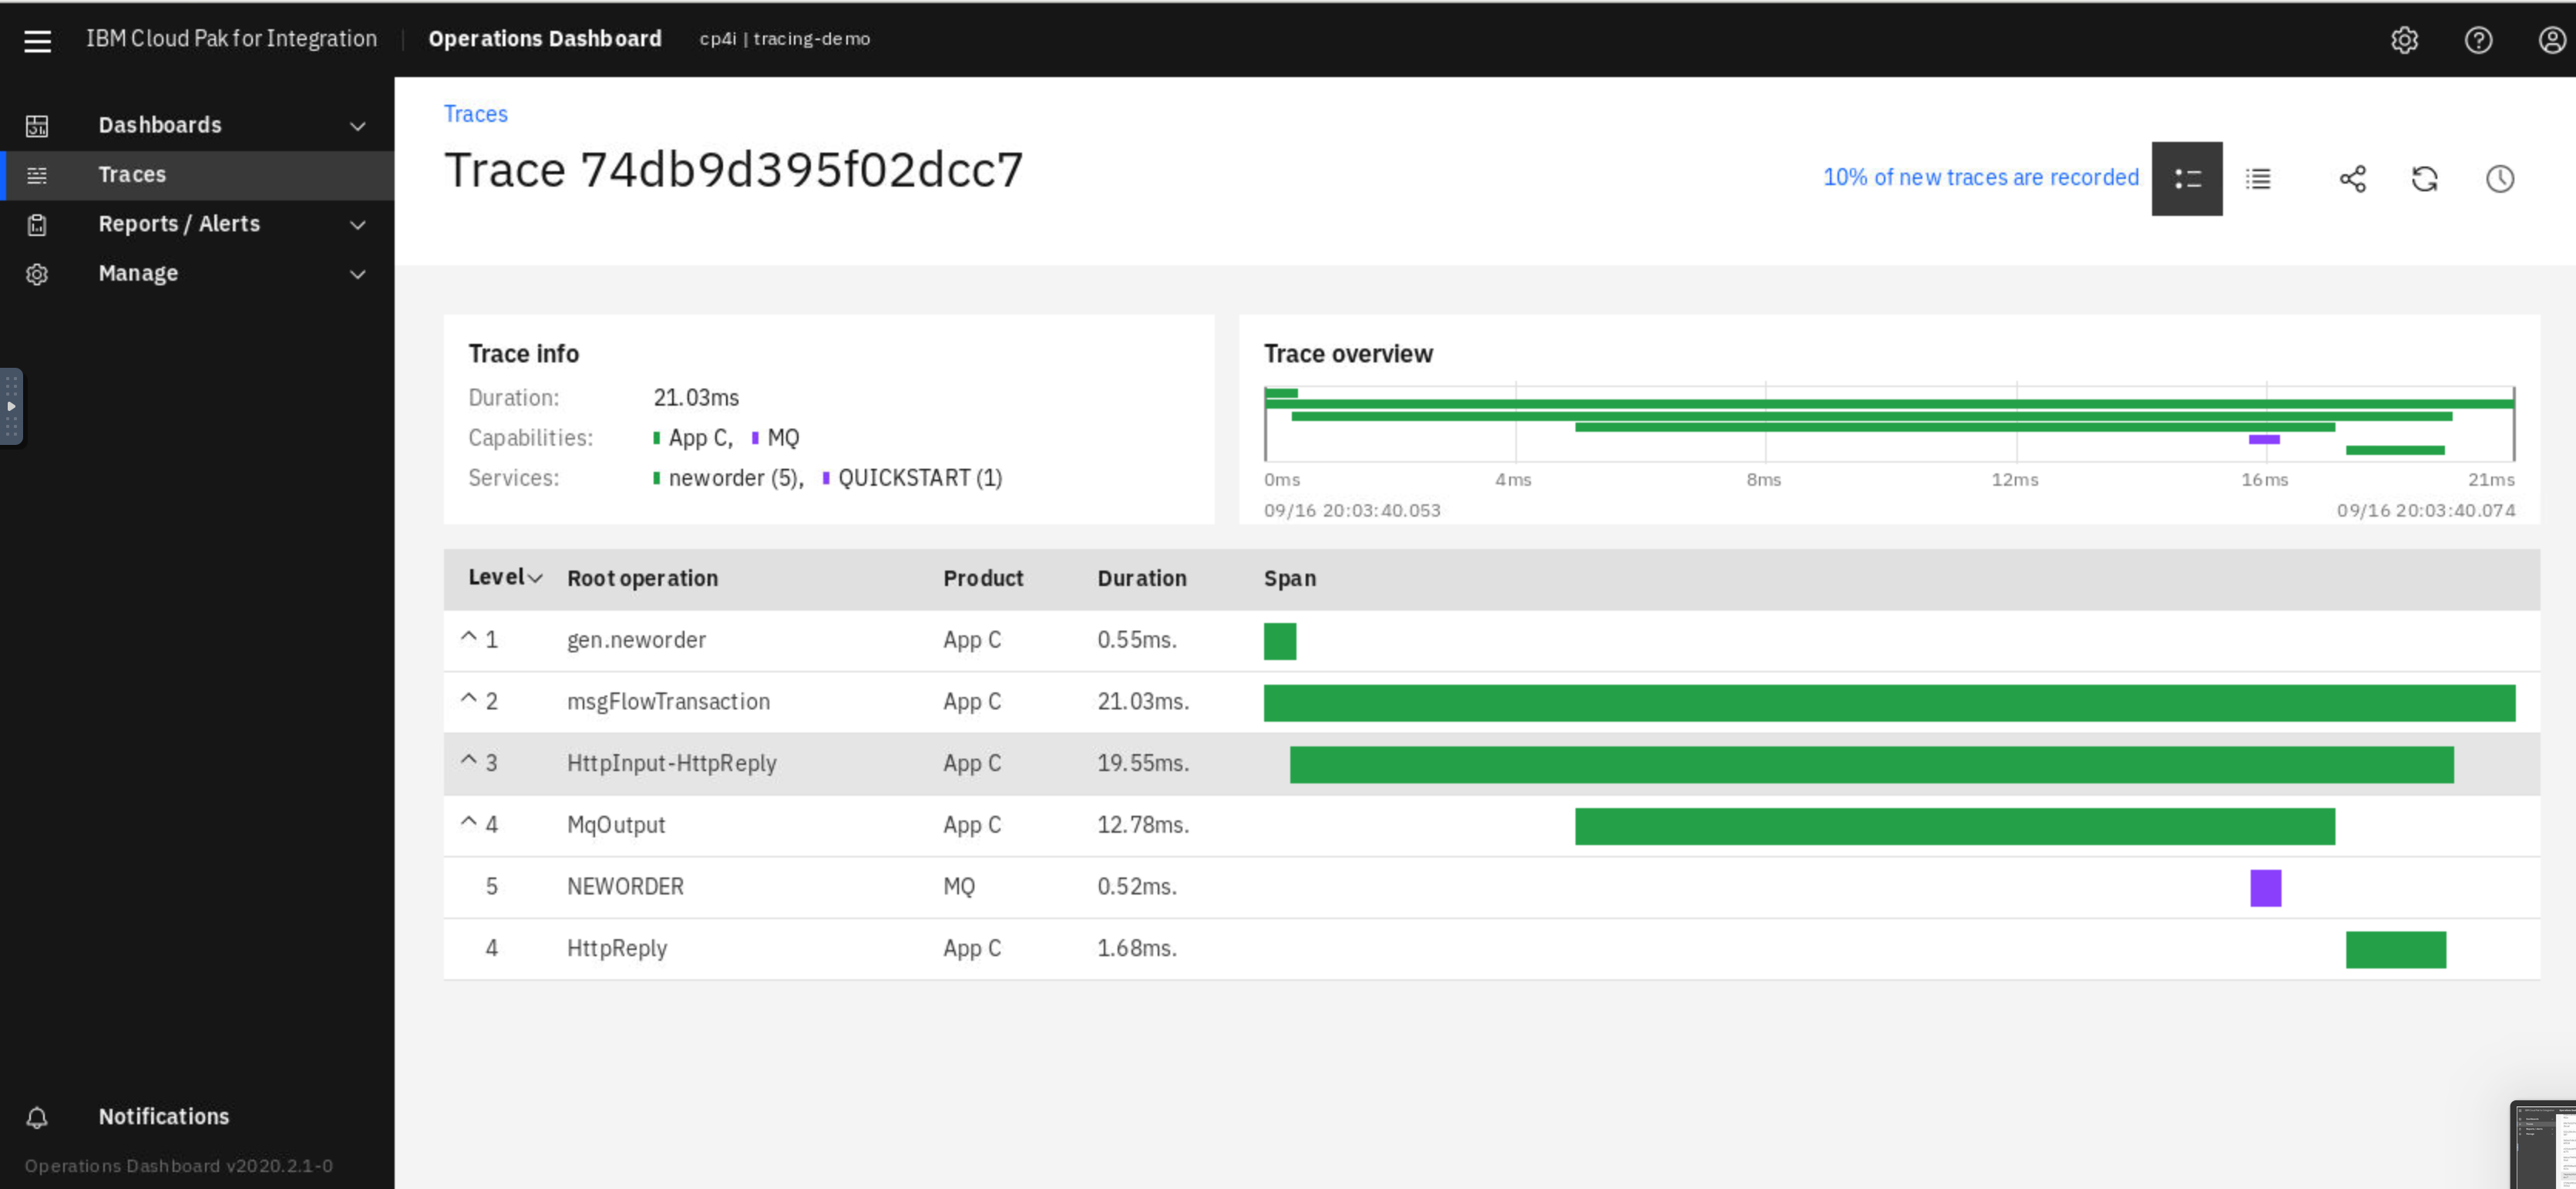 IBM Cloud Pak for Integration | Operations Dashboard cp4i | tracing-demo
Dashboards
Traces
Reports / Alerts
Manage
Notifications
Operations Dashboard v2020.2.1-0
Traces
Trace 74db9d395f02dcc7
10% of new traces are recorded
Trace info
Duration: 21.03ms
Capabilities: App C, MQ
Services: neworder (5), QUICKSTART (1)
Trace overview
0ms 4ms 8ms 12ms 16ms 21ms
09/16 20:03:40.053 09/16 20:03:40.074
Level Root operation Product Duration Span
1 gen.neworder App C 0.55ms.
2 msgFlowTransaction App C 21.03ms.
3 HttpInput-HttpReply App C 19.55ms.
4 MqOutput App C 12.78ms.
5 NEWORDER MQ 0.52ms.
4 HttpReply App C 1.68ms.